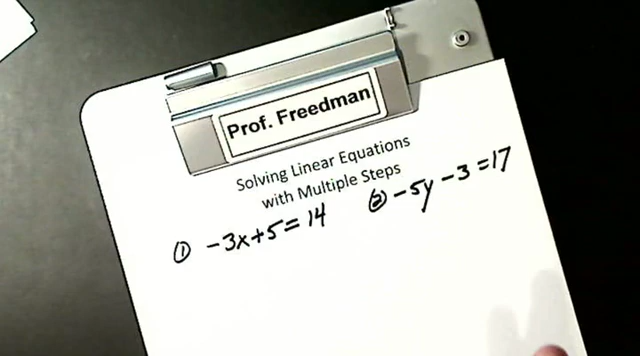 Prof. Freedman
Solving Linear Equations
with Multiple Steps
① -3x+5=14
② -5y-3=17